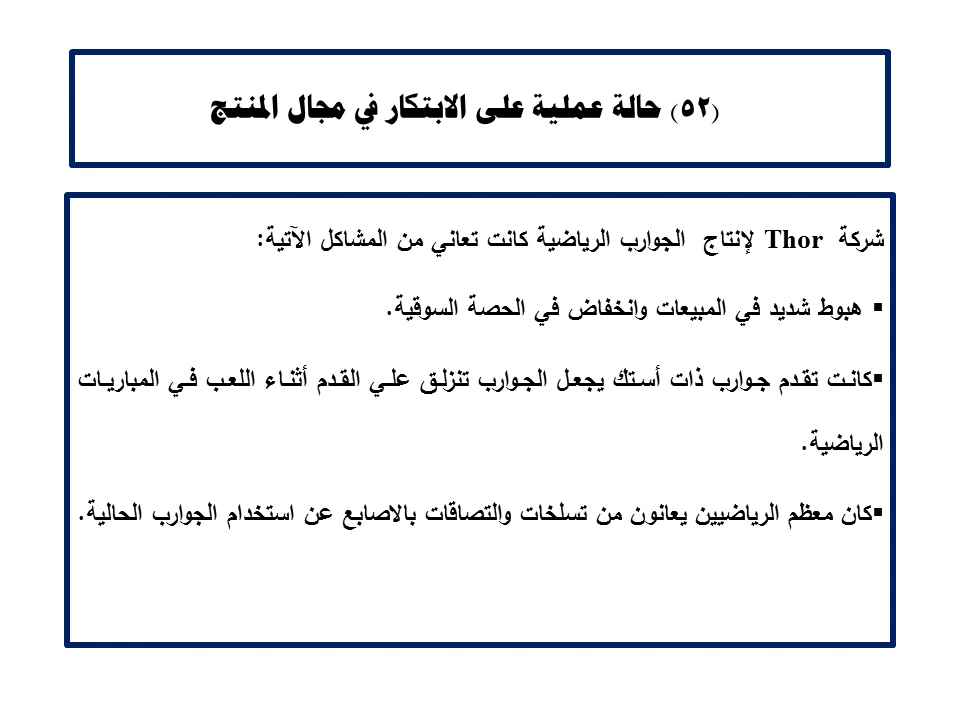 (٥٢) حالة عملية على الابتكار في مجال المنتج
شركة Thor لإنتاج الجوارب الرياضية كانت تعاني من المشاكل الآتية:
▪ هبوط شديد في المبيعات وانخفاض في الحصة السوقية.
▪كانت تقدم جوارب ذات أستك يجعل الجوارب تنزلق علي القدم أثناء اللعب في المباريات
الرياضية.
▪كان معظم الرياضيين يعانون من تسلخات والتصاقات بالاصابع عن استخدام الجوارب الحالية.